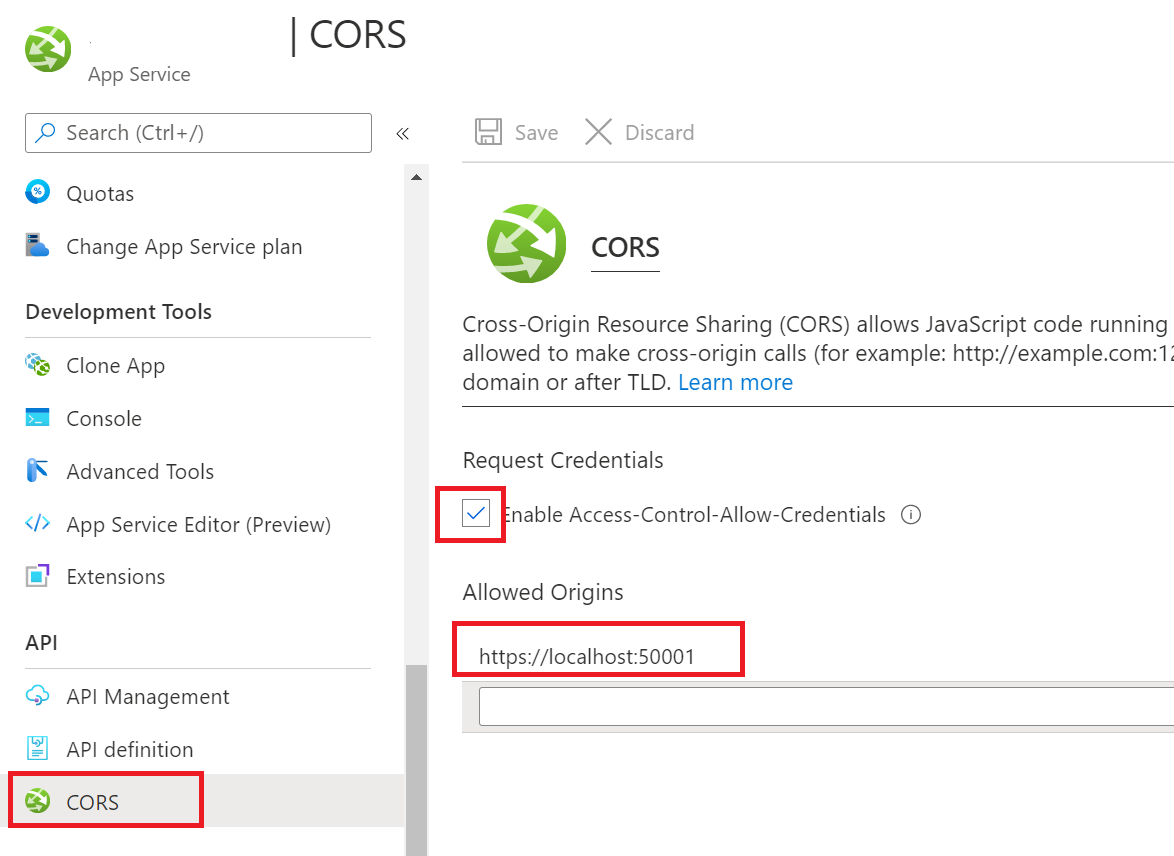 | CORS
App Service
Search (Ctrl+/)
«
Quotas
Change App Service plan
Development Tools
Clone App
Console
Advanced Tools
App Service Editor (Preview)
Extensions
API
API Management
API definition
CORS
Save Discard
CORS
Cross-Origin Resource Sharing (CORS) allows JavaScript code running
allowed to make cross-origin calls (for example: http://example.com:12
domain or after TLD. Learn more
Request Credentials
Enable Access-Control-Allow-Credentials
Allowed Origins
https://localhost:50001